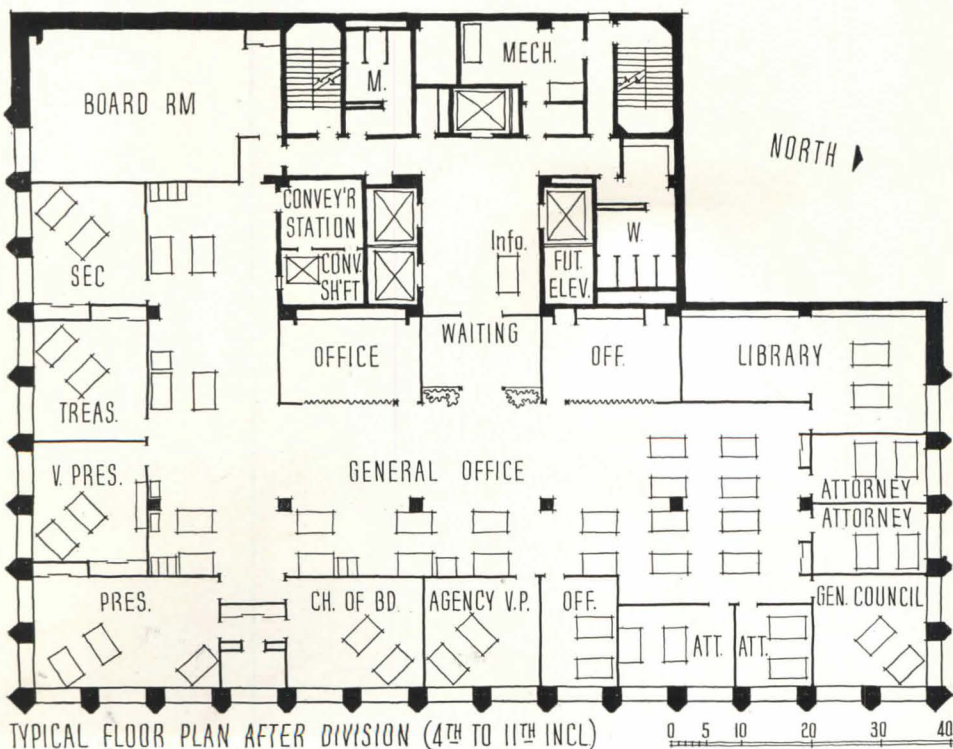 MECH.
M.
BOARD RM
NORTH
CONVEY'R
STATION
SEC
Info.
W.
CONV.
SH'FT
FUT.
ELEV.
WAITING
OFFICE
OFF.
LIBRARY
TREAS.
V. PRES.
GENERAL OFFICE
ATTORNEY
ATTORNEY
PRES.
CH. OF BD.
AGENCY V.P.
OFF.
GEN. COUNCIL
ATT.
ATT.
TYPICAL FLOOR PLAN AFTER DIVISION (4TH TO 11TH INCL)
0 5 10 20 30 40